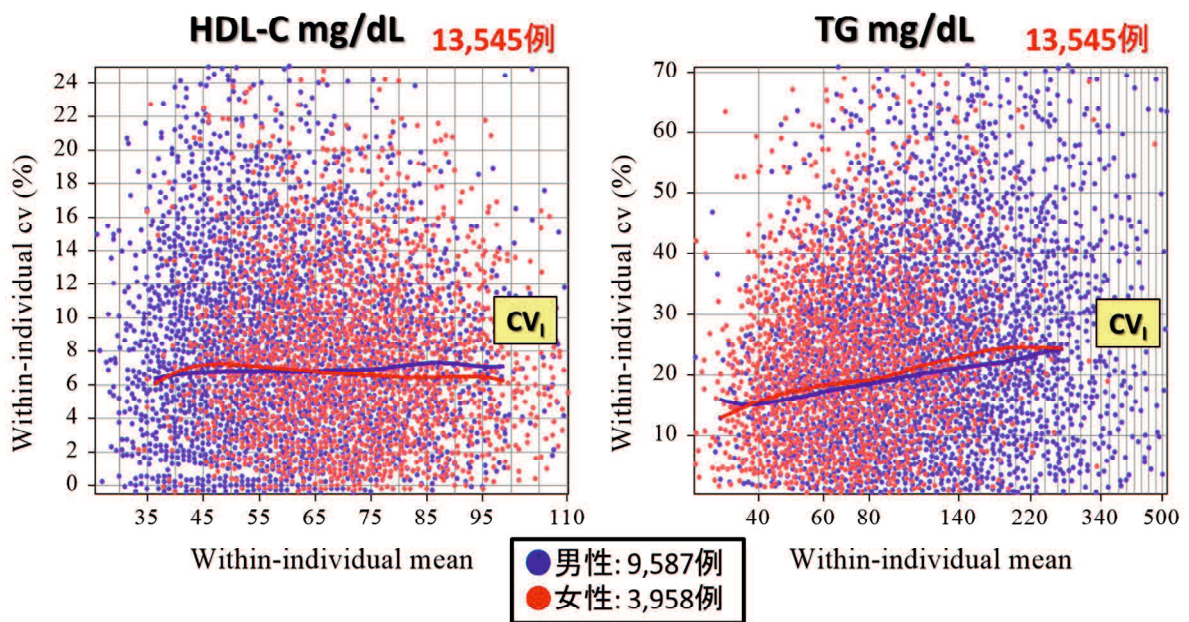 HDL-C mg/dL 13,545例
24
22
20
18
16
14
12
10
8
6
4
2
0
Within-individual cv (%)
CVI
35 45 55 65 75 85 95 110
Within-individual mean
TG mg/dL 13,545例
70
60
50
40
30
20
10
Within-individual cv (%)
CVI
40 60 80 140 220 340 500
Within-individual mean
男性: 9,587例
女性: 3,958例